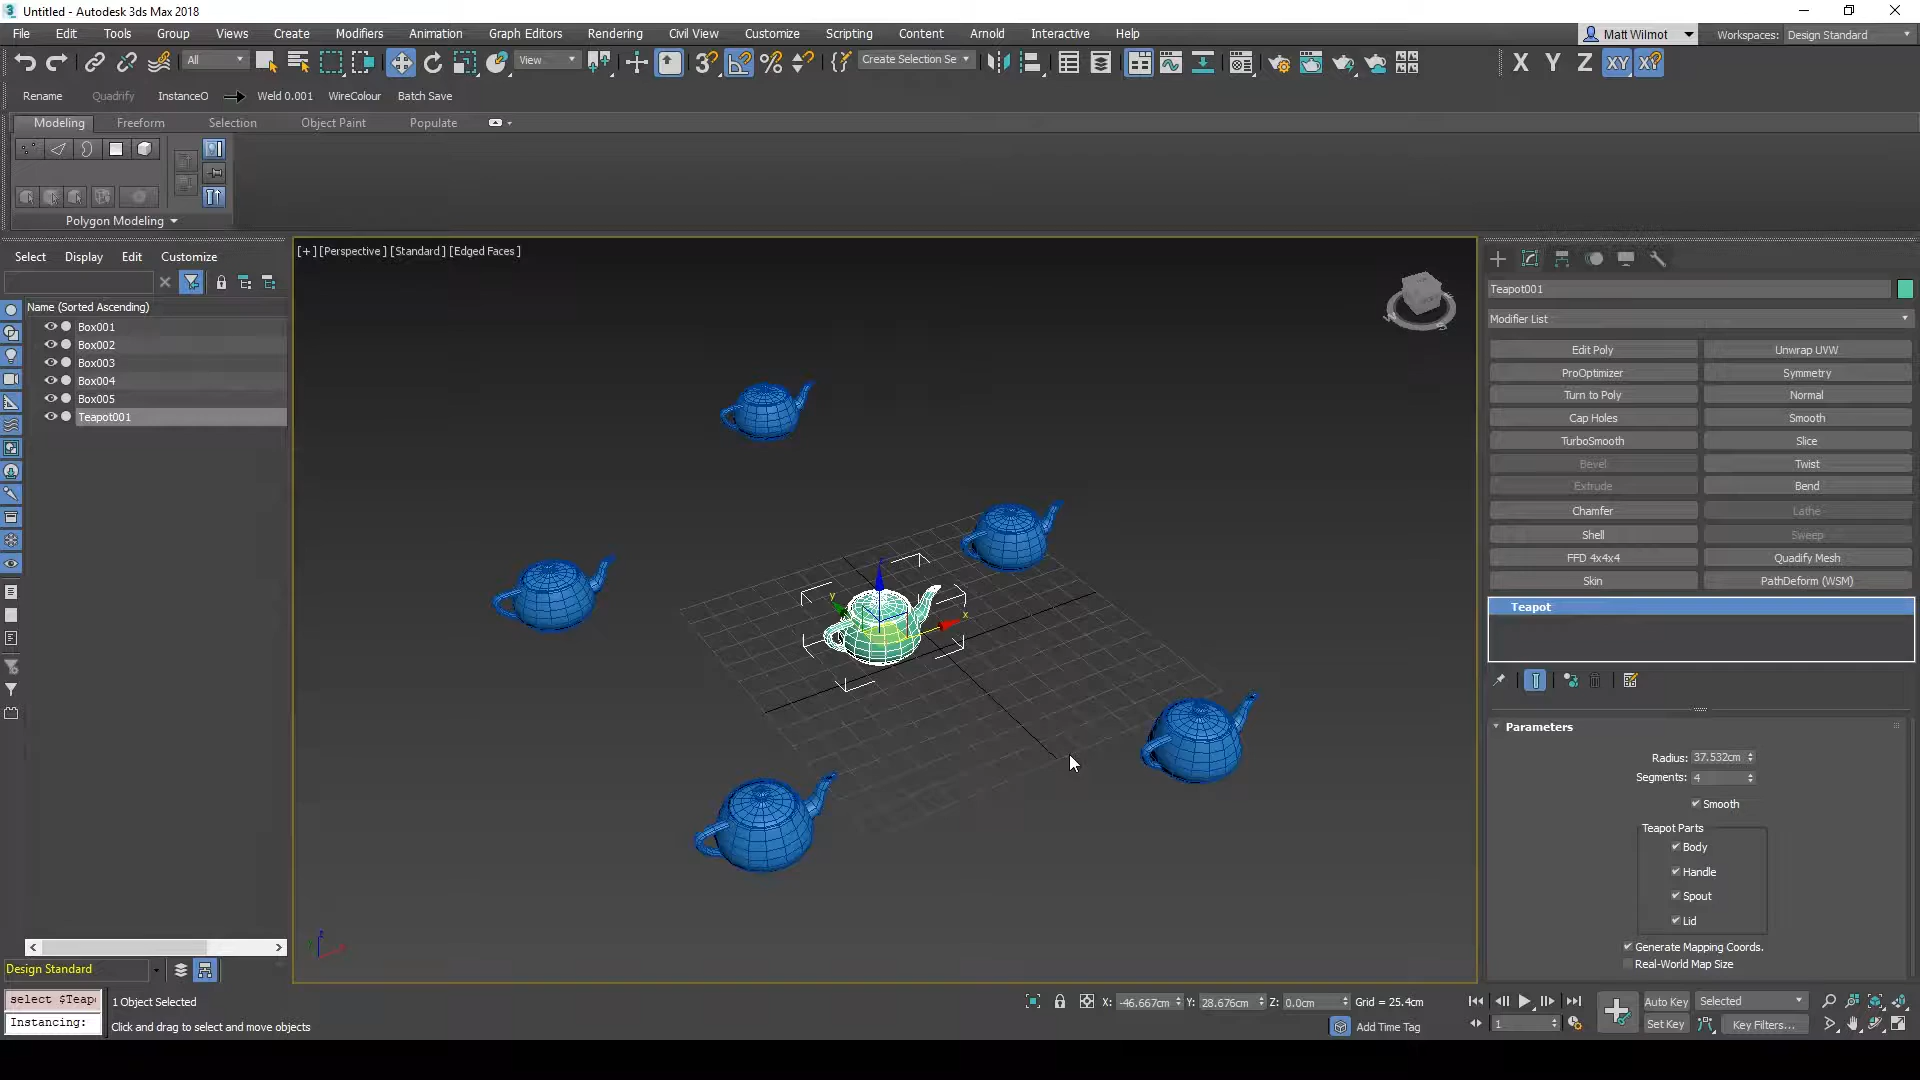 Untitled - Autodesk 3ds Max 2018
File Edit Tools Group Views Create Modifiers Animation Graph Editors Rendering Civil View Customize Scripting Content Arnold Interactive Help Matt Wilmot Workspaces: Design Standard
All View Create Selection Se X Y Z XY
Rename Quadrify InstanceO Weld 0.001 WireColour Batch Save
Modeling Freeform Selection Object Paint Populate
Polygon Modeling
Select Display Edit Customize
Name (Sorted Ascending)
Box001
Box002
Box003
Box004
Box005
Teapot001
[+] [Perspective] [Standard] [Edged Faces]
y
x
Teapot001
Modifier List
Edit Poly Unwrap UVW
ProOptimizer Symmetry
Turn to Poly Normal
Cap Holes Smooth
TurboSmooth Slice
Bevel Twist
Extrude Bend
Chamfer Lathe
Shell Sweep
FFD 4x4x4 Quadify Mesh
Skin PathDeform (WSM)
Teapot
Parameters
Radius: 37.532cm
Segments: 4
Smooth
Teapot Parts
Body
Handle
Spout
Lid
Generate Mapping Coords.
Real-World Map Size
Design Standard
select $Teap
Instancing:
1 Object Selected
Click and drag to select and move objects
X: -46.667cm Y: 28.676cm Z: 0.0cm Grid = 25.4cm
Add Time Tag
1
Auto Key Selected
Set Key Key Filters...